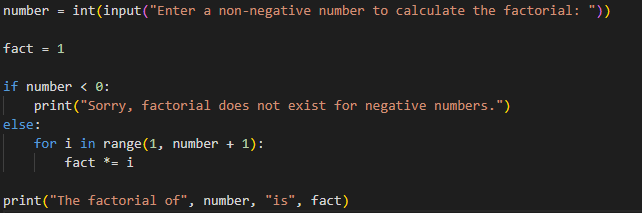 number = int(input("Enter a non-negative number to calculate the factorial: "))
fact = 1
if number < 0:
    print("Sorry, factorial does not exist for negative numbers.")
else:
    for i in range(1, number + 1):
        fact *= i
print("The factorial of", number, "is", fact)